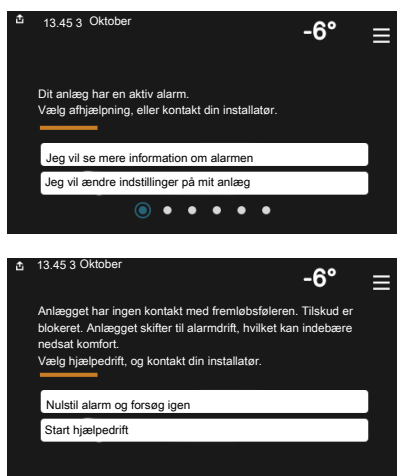 13.45 3 Oktober
-6°
Dit anlæg har en aktiv alarm.
Vælg afhjælpning, eller kontakt din installatør.
Jeg vil se mere information om alarmen
Jeg vil ændre indstillinger på mit anlæg
13.45 3 Oktober
-6°
Anlægget har ingen kontakt med fremløbsføleren. Tilskud er
blokeret. Anlægget skifter til alarmdrift, hvilket kan indebære
nedsat komfort.
Vælg hjælpedrift, og kontakt din installatør.
Nulstil alarm og forsøg igen
Start hjælpedrift